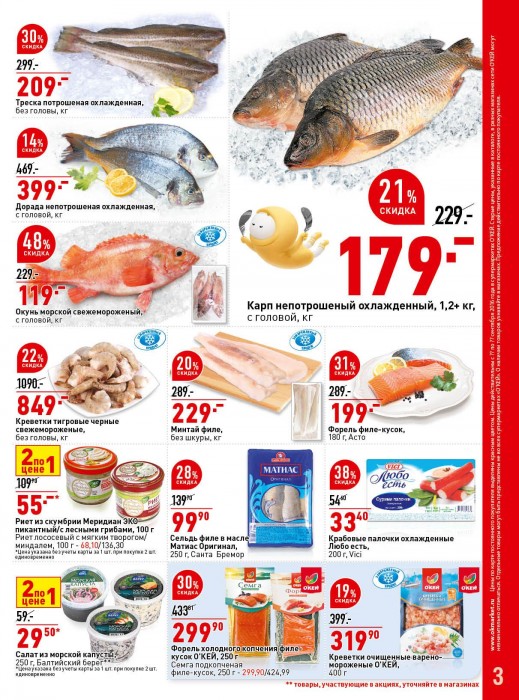 30%
СКИДКА
299.-
209.-
Треска потрошеная охлажденная,
без головы, кг
14%
СКИДКА
469.-
399.-
Дорада непотрошеная охлажденная,
с головой, кг
21%
СКИДКА
229.-
179.-
Карп непотрошеный охлажденный, 1,2+ кг,
с головой, кг
48%
СКИДКА
229.-
119.-
Окунь морской свежемороженый,
с головой, кг
22%
СКИДКА
1090.-
849.-
Креветки тигровые черные
свежемороженые,
без головы, кг
20%
СКИДКА
289.-
229.-
Минтай филе,
без шкуры, кг
31%
СКИДКА
289.-
199.-
Форель филе-кусок,
180 г, Асто
2 по
цене 1
109 90
55.-
Риет из скумбрии Меридиан ЭКО
пикантный/с лесными грибами, 100 г
Риет лососевый с мягким творогом/
миндалем, 100 г - 68,10/136,30
*Цена указана без учета карты за 1 шт. при покупке 2 шт.
единовременно
28%
СКИДКА
139 90
99 90
МАТИАС
Сельдь филе в масле
Матиас Оригинал,
250 г, Санта Бремор
38%
СКИДКА
54 40
33 40
VICI
Любо
есть
Крабовые палочки охлажденные
Любо есть,
200 г, Vici
2 по
цене 1
59.-
29 50*
Салат из морской капусты,
250 г, Балтийский берег**
*Цена указана без учета карты за 1 шт. при покупке 2 шт.
единовременно
30%
СКИДКА
433 81
299 90
Семга
Форель
О'КЕЙ
Форель холодного копчения филе-
кусок О'КЕЙ, 250 г
Семга подкопченая
филе-кусок, 250 г - 299,90/424,99
19%
СКИДКА
399.-
319 90
О'КЕЙ
Креветки очищенные варено-
мороженые О'КЕЙ,
400 г
** товары, участвующие в акциях, уточняйте в магазинах
www.okmarket.ru
3